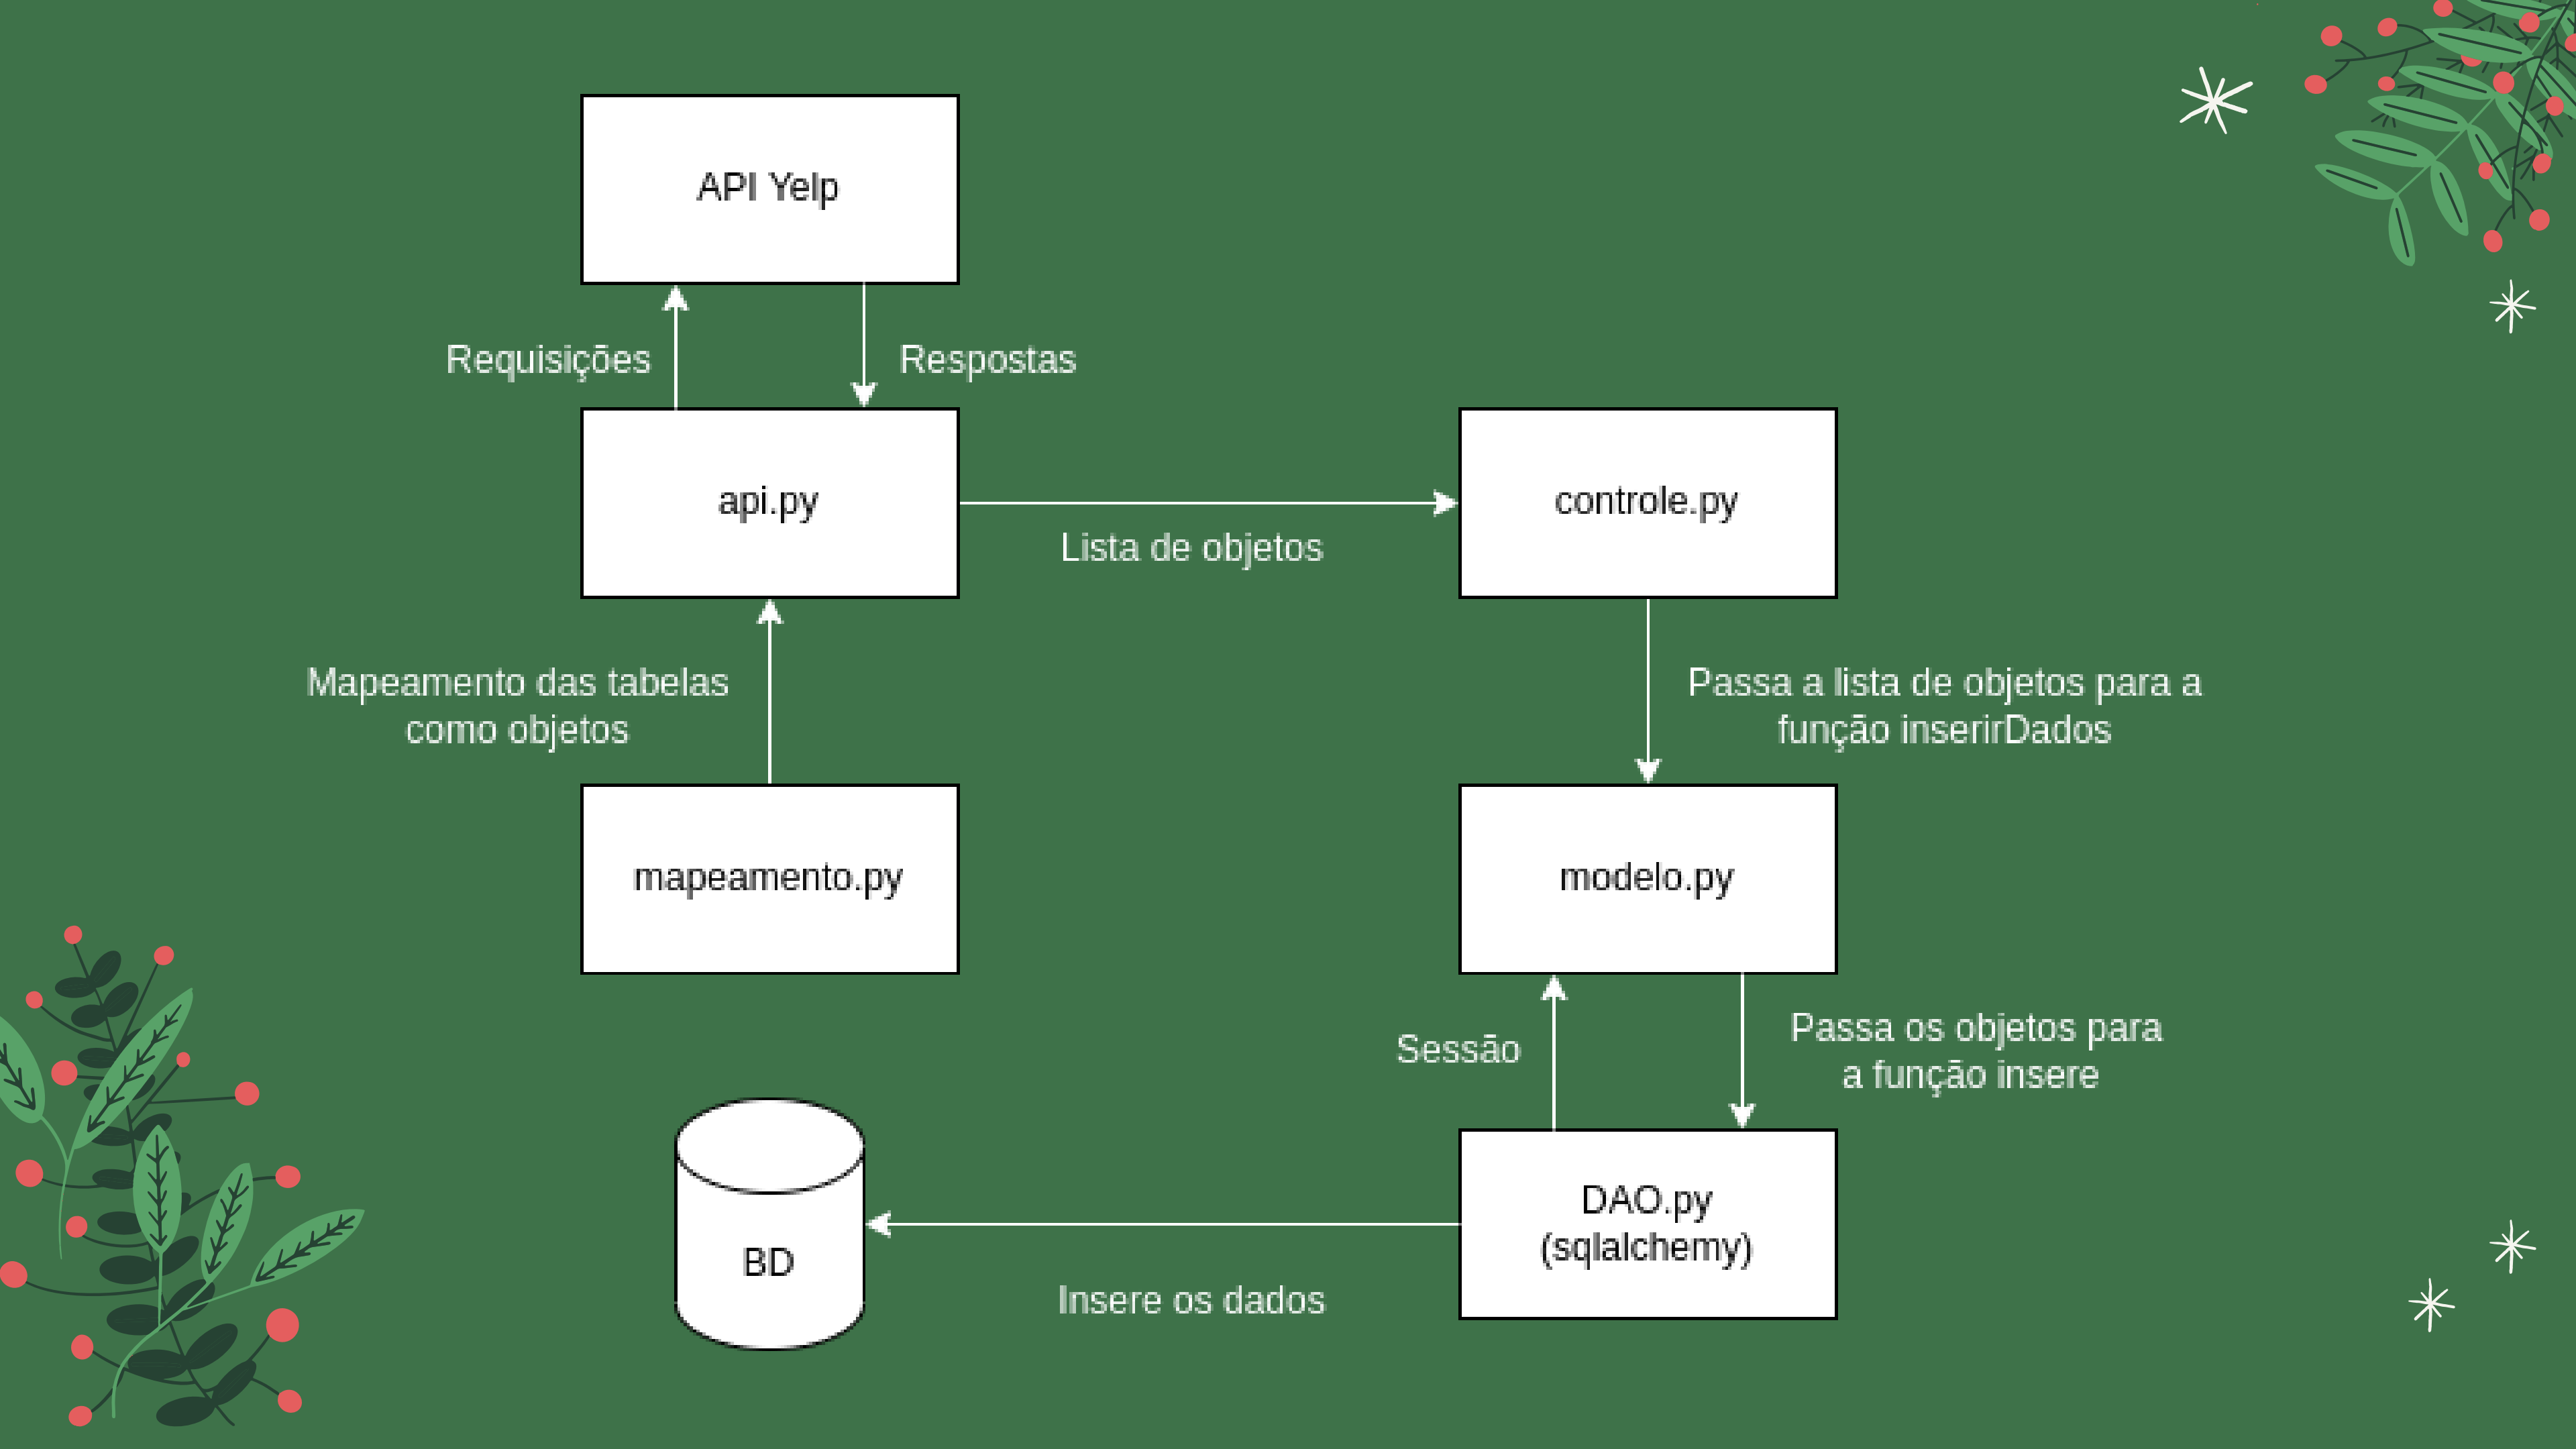 API Yelp
Requisições
Respostas
api.py
Lista de objetos
controle.py
Mapeamento das tabelas
como objetos
Passa a lista de objetos para a
função inserirDados
mapeamento.py
modelo.py
Sessão
Passa os objetos para
a função insere
BD
Insere os dados
DAO.py
(sqlalchemy)